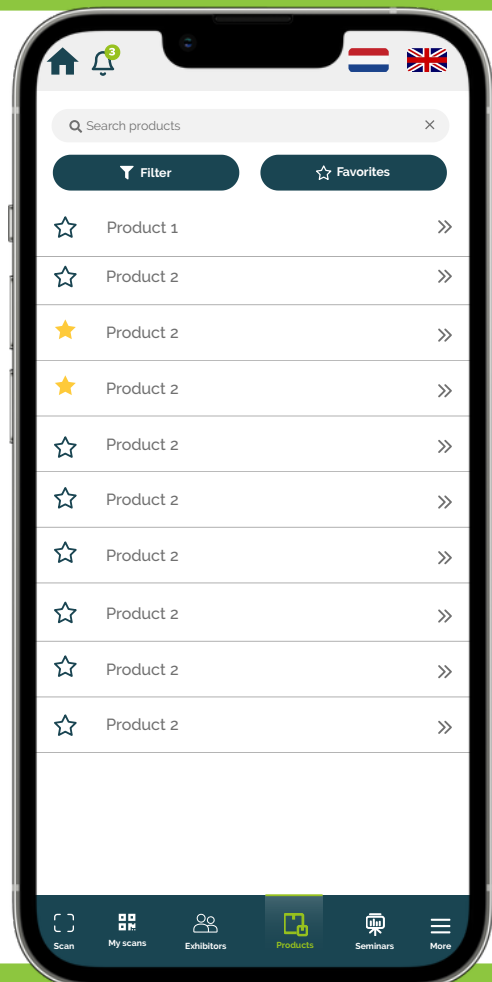 3
Search products
Filter
Favorites
Product 1
Product 2
Product 2
Product 2
Product 2
Product 2
Product 2
Product 2
Product 2
Product 2
Scan
My scans
Exhibitors
Products
Seminars
More